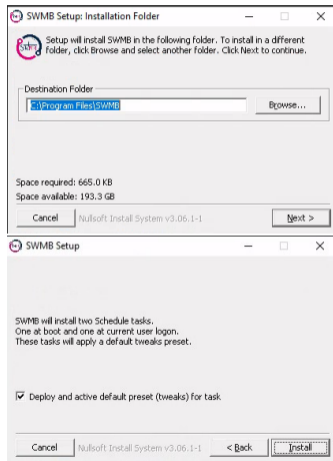 SWMB Setup: Installation Folder
Setup will install SWMB in the following folder. To install in a different
folder, click Browse and select another folder. Click Next to continue.
Destination Folder
C:\Program Files\SWMB
Browse...
Space required: 665.0 KB
Space available: 193.3 GB
Cancel
Nullsoft Install System v3.06.1-1
Next >
SWMB Setup
SWMB will install two Schedule tasks.
One at boot and one at current user logon.
These tasks will apply a default tweaks preset.
Deploy and active default preset (tweaks) for task
Cancel
Nullsoft Install System v3.06.1-1
< Back
Install